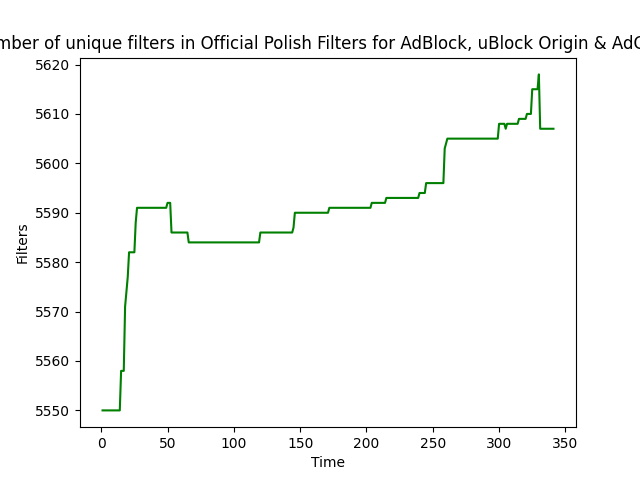 mber of unique filters in Official Polish Filters for AdBlock, uBlock Origin & AdG
5620
5610
5600
5590
5580
5570
5560
5550
Filters
0 50 100 150 200 250 300 350
Time